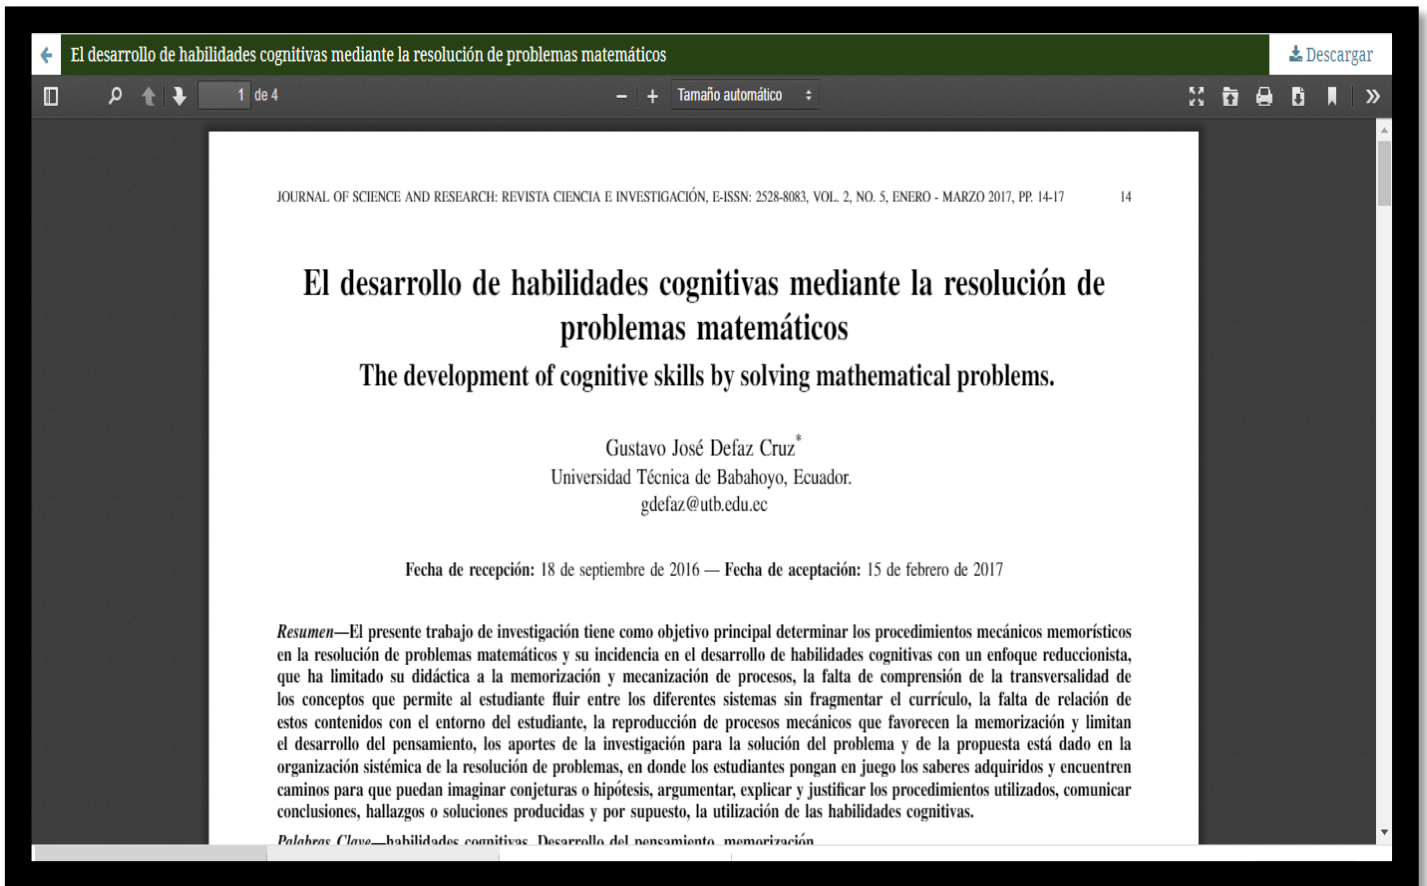 El desarrollo de habilidades cognitivas mediante la resolución de problemas matemáticos
Descargar
1 de 4
Tamaño automático
JOURNAL OF SCIENCE AND RESEARCH: REVISTA CIENCIA E INVESTIGACIÓN, E-ISSN: 2528-8083, VOL. 2, NO. 5, ENERO - MARZO 2017, PP. 14-17 14
El desarrollo de habilidades cognitivas mediante la resolución de
problemas matemáticos
The development of cognitive skills by solving mathematical problems.
Gustavo José Defaz Cruz*
Universidad Técnica de Babahoyo, Ecuador.
gdefaz@utb.edu.ec
Fecha de recepción: 18 de septiembre de 2016 — Fecha de aceptación: 15 de febrero de 2017
Resumen—El presente trabajo de investigación tiene como objetivo principal determinar los procedimientos mecánicos memorísticos
en la resolución de problemas matemáticos y su incidencia en el desarrollo de habilidades cognitivas con un enfoque reduccionista,
que ha limitado su didáctica a la memorización y mecanización de procesos, la falta de comprensión de la transversalidad de
los conceptos que permite al estudiante fluir entre los diferentes sistemas sin fragmentar el currículo, la falta de relación de
estos contenidos con el entorno del estudiante, la reproducción de procesos mecánicos que favorecen la memorización y limitan
el desarrollo del pensamiento, los aportes de la investigación para la solución del problema y de la propuesta está dado en la
organización sistémica de la resolución de problemas, en donde los estudiantes pongan en juego los saberes adquiridos y encuentren
caminos para que puedan imaginar conjeturas o hipótesis, argumentar, explicar y justificar los procedimientos utilizados, comunicar
conclusiones, hallazgos o soluciones producidas y por supuesto, la utilización de las habilidades cognitivas.
Palabras Clave—habilidades cognitivas, Desarrollo del pensamiento, memorización